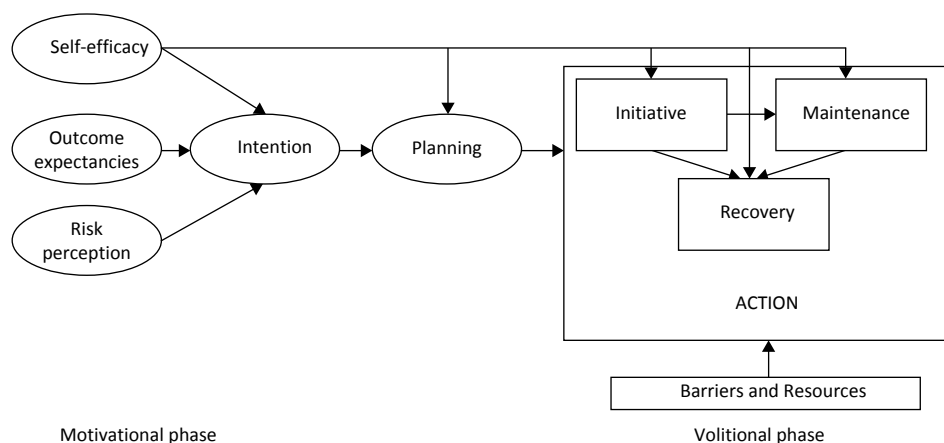 Self-efficacy
Outcome
expectancies
Risk
perception
Intention
Planning
Initiative
Maintenance
Recovery
ACTION
Barriers and Resources
Motivational phase
Volitional phase